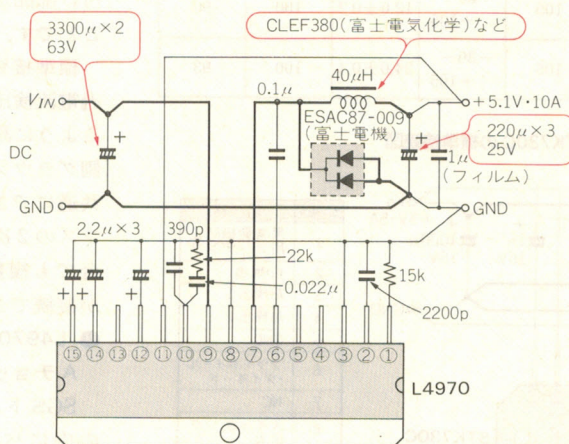 3300μ×2
63V
CLEF380(富士電気化学)など
V_IN
DC
GND
0.1μ
40μH
ESAC87-009
(富士電機)
+5.1V・10A
220μ×3
25V
1μ
(フィルム)
GND
2.2μ×3
390p
22k
0.022μ
15k
2200p
⑮ ⑭ ⑬ ⑫ ⑪ ⑩ ⑨ ⑧ ⑦ ⑥ ⑤ ④ ③ ② ①
L4970